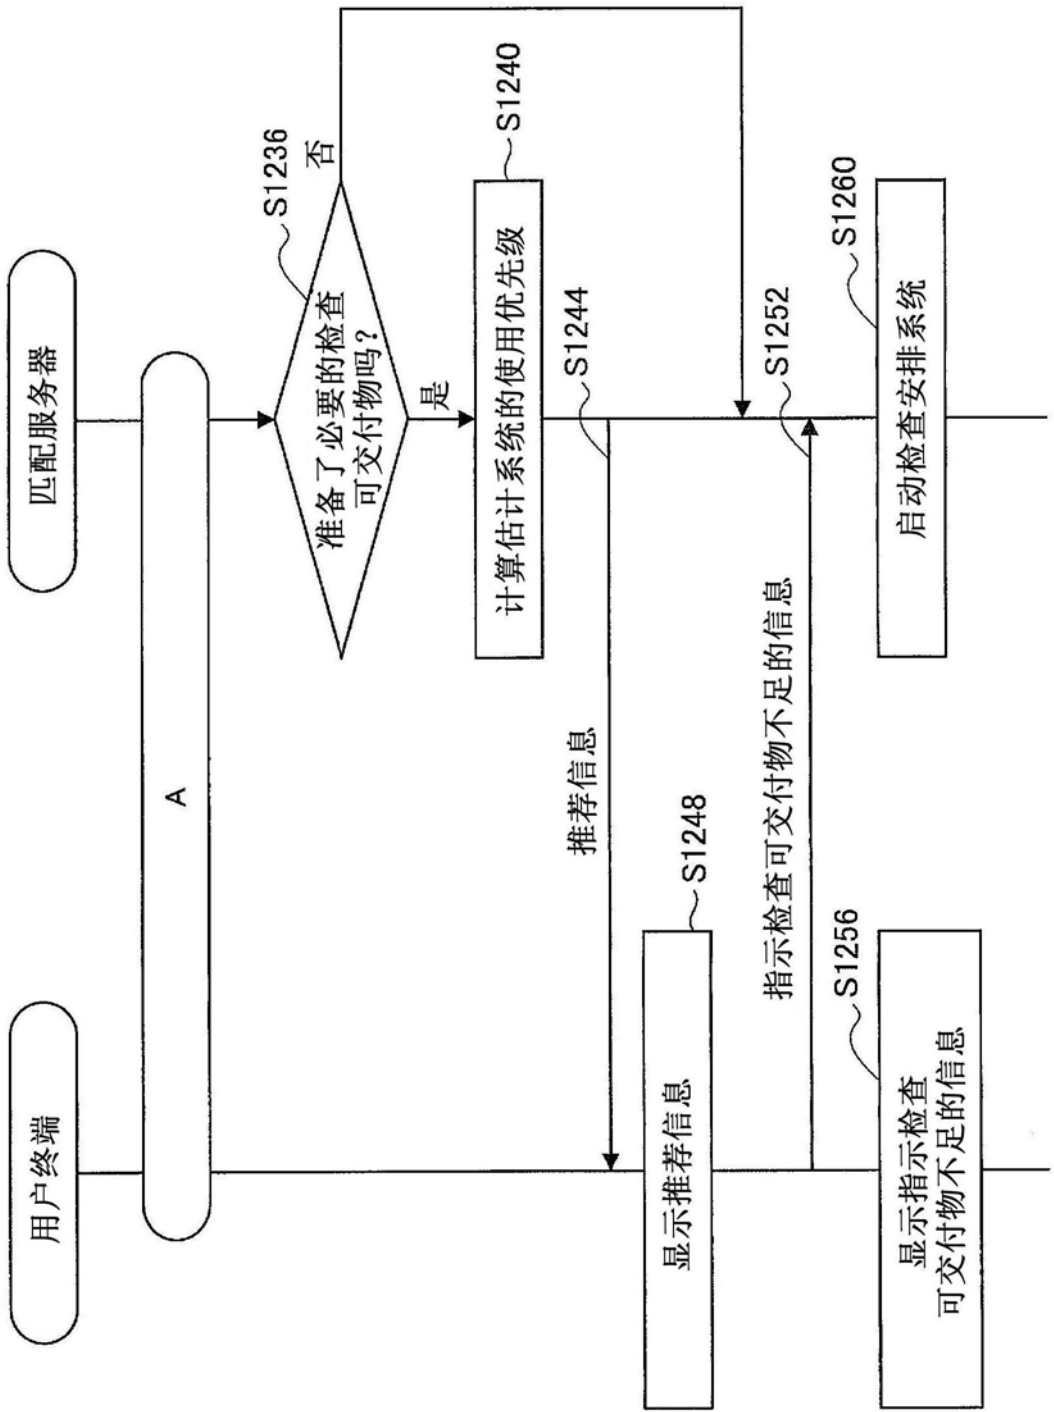 用户终端
匹配服务器
A
S1236
准备了必要的检查
可交付物吗？
否
是
S1240
计算估计系统的使用优先级
S1244
推荐信息
S1248
显示推荐信息
S1252
指示检查可交付物不足的信息
S1256
显示指示检查
可交付物不足的信息
S1260
启动检查安排系统